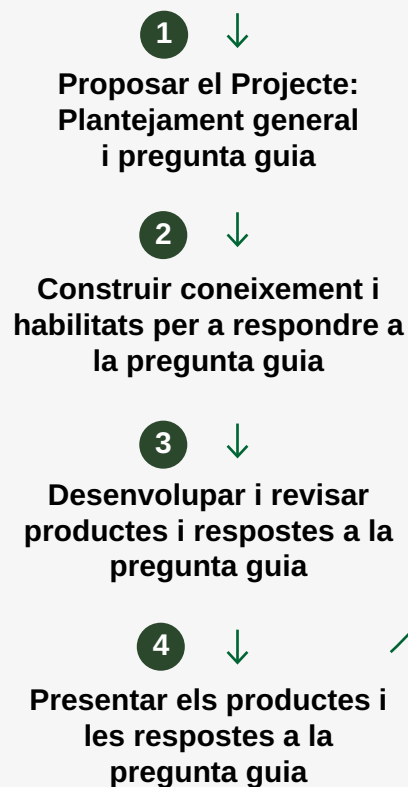 1
Proposar el Projecte:
Plantejament general
i pregunta guia
2
Construir coneixement i
habilitats per a respondre a
la pregunta guia
3
Desenvolupar i revisar
productes i respostes a la
pregunta guia
4
Presentar els productes i
les respostes a la
pregunta guia